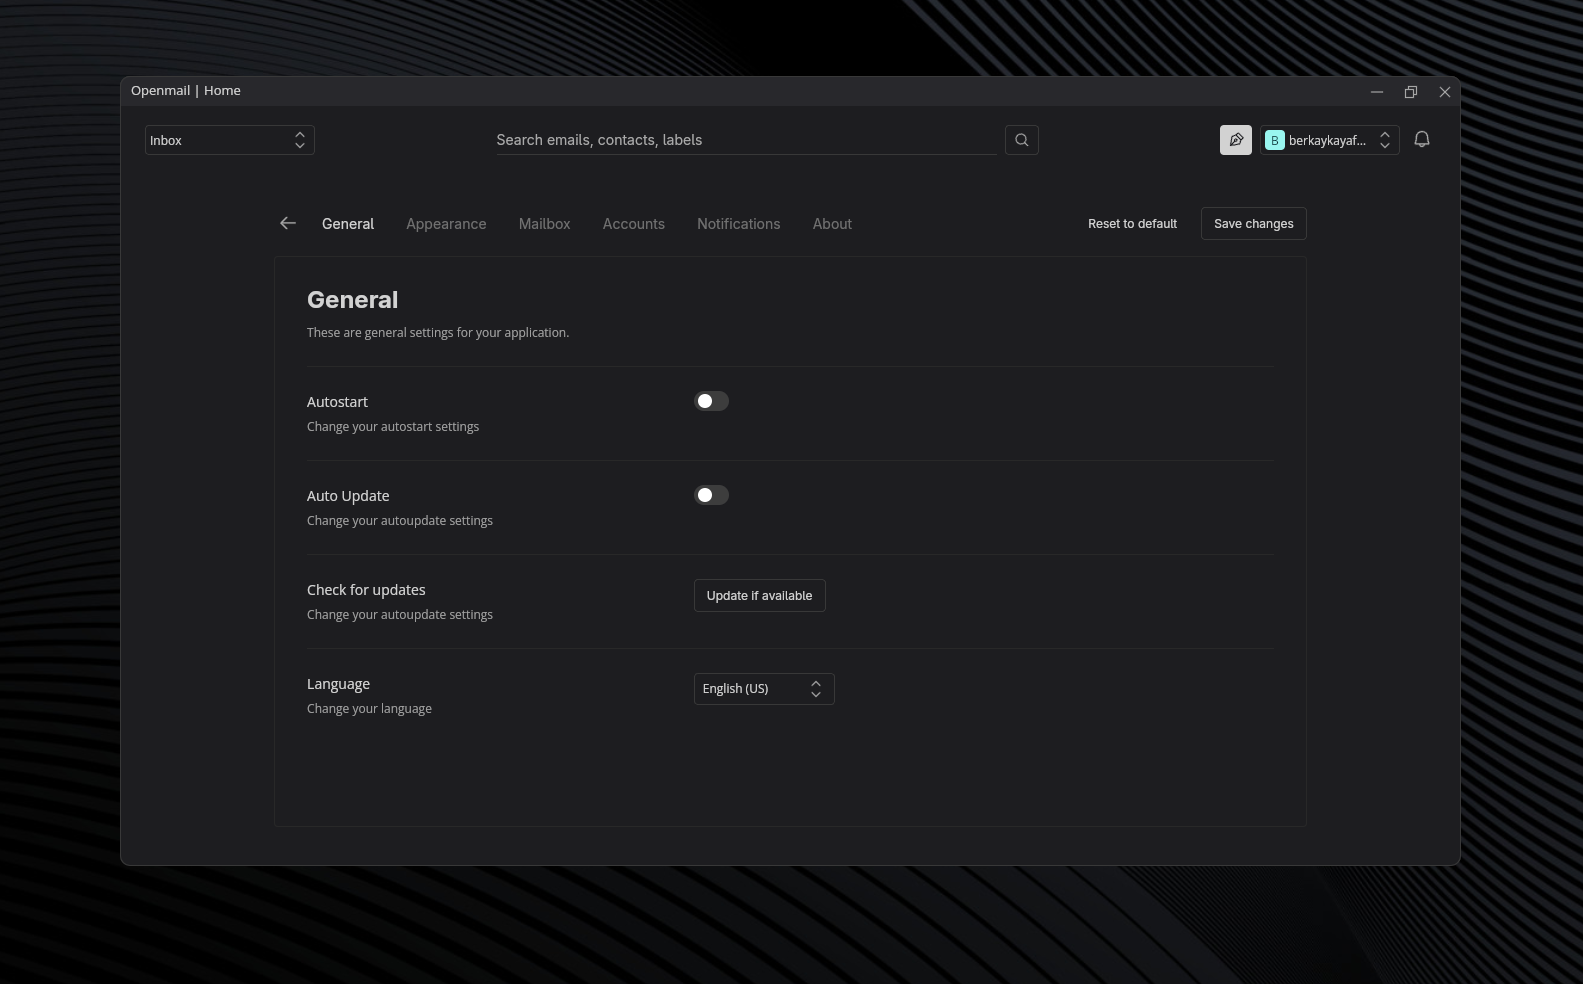 Openmail | Home
Inbox
Search emails, contacts, labels
B
berkaykayaf...
General
Appearance
Mailbox
Accounts
Notifications
About
Reset to default
Save changes
General
These are general settings for your application.
Autostart
Change your autostart settings
Auto Update
Change your autoupdate settings
Check for updates
Update if available
Change your autoupdate settings
Language
English (US)
Change your language